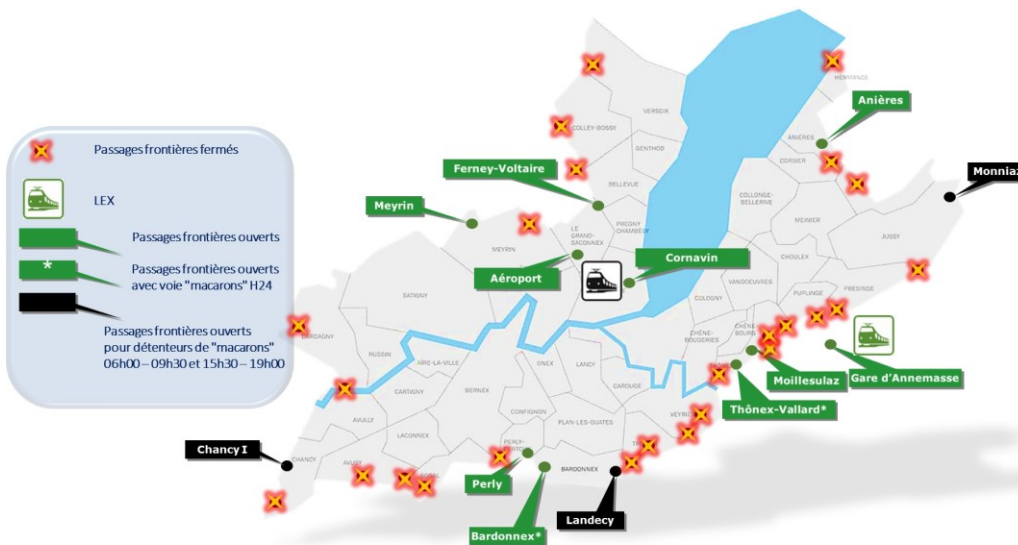 Passages frontières fermés
LEX
Passages frontières ouverts
*
Passages frontières ouverts
avec voie "macarons" H24
Passages frontières ouverts
pour détenteurs de "macarons"
06h00 – 09h30 et 15h30 – 19h00
HERMANCE
Anières
VERSOIX
COLLEY-BOSSY
GENTHOD
ANIÈRES
CORSIER
Ferney-Voltaire
Monniaz
BELLEVUE
COLLONGE-
BELLERIVE
Meyrin
MEINIER
PREGNY
CHAMBÉSY
JUSSY
LE
GRAND-
SACONNEX
MEYRIN
Cornavin
CHOULEX
Aéroport
VANDOEUVRES
SATIGNY
COLOGNY
PUPLINGE
PRESINGE
CHÊNE-
BOURG
CHÊNE-
BOUGERIES
DARDAGNY
RUSSIN
AIRE-LA-VILLE
ONEX
LANCY
Moillesulaz
Gare d'Annemasse
CARTIGNY
BERNEX
CAROUGE
Thônex-Vallard*
AVULLY
CONFIGNON
PLAN-LES-OUATES
VEYRIER
LACONNEX
PERLY-
Chancy I
CHANCY
AVUSY
BARDONNEX
Perly
Landecy
Bardonnex*